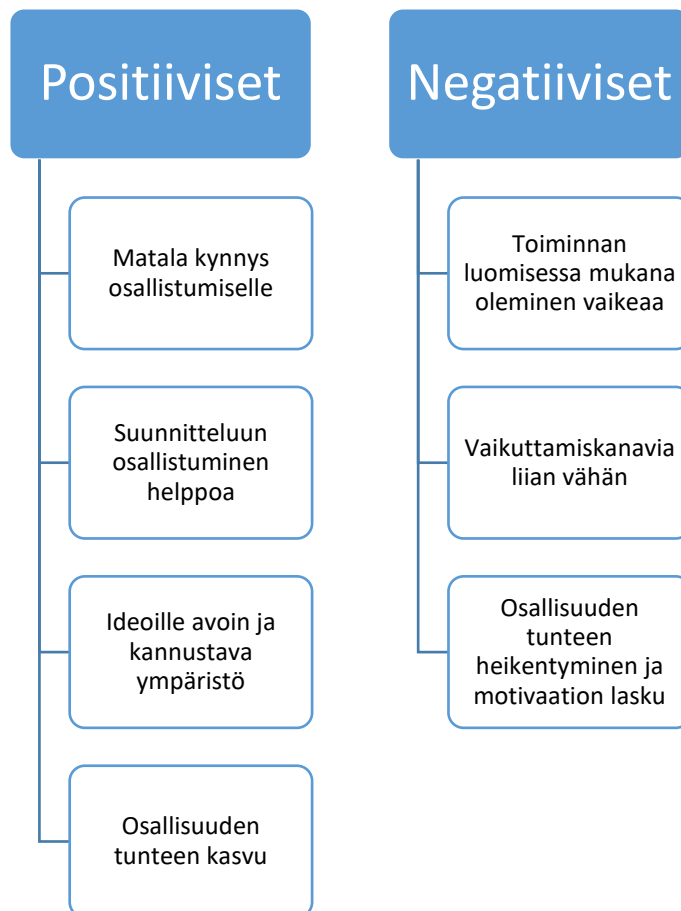 Positiiviset
Matala kynnys
osallistumiselle
Suunnitteluun
osallistuminen
helppoa
Ideoille avoin ja
kannustava
ympäristö
Osallisuuden
tunteen kasvu
Negatiiviset
Toiminnan
luomisessa mukana
oleminen vaikeaa
Vaikuttamiskanavia
liian vähän
Osallisuuden
tunteen
heikentyminen ja
motivaation lasku